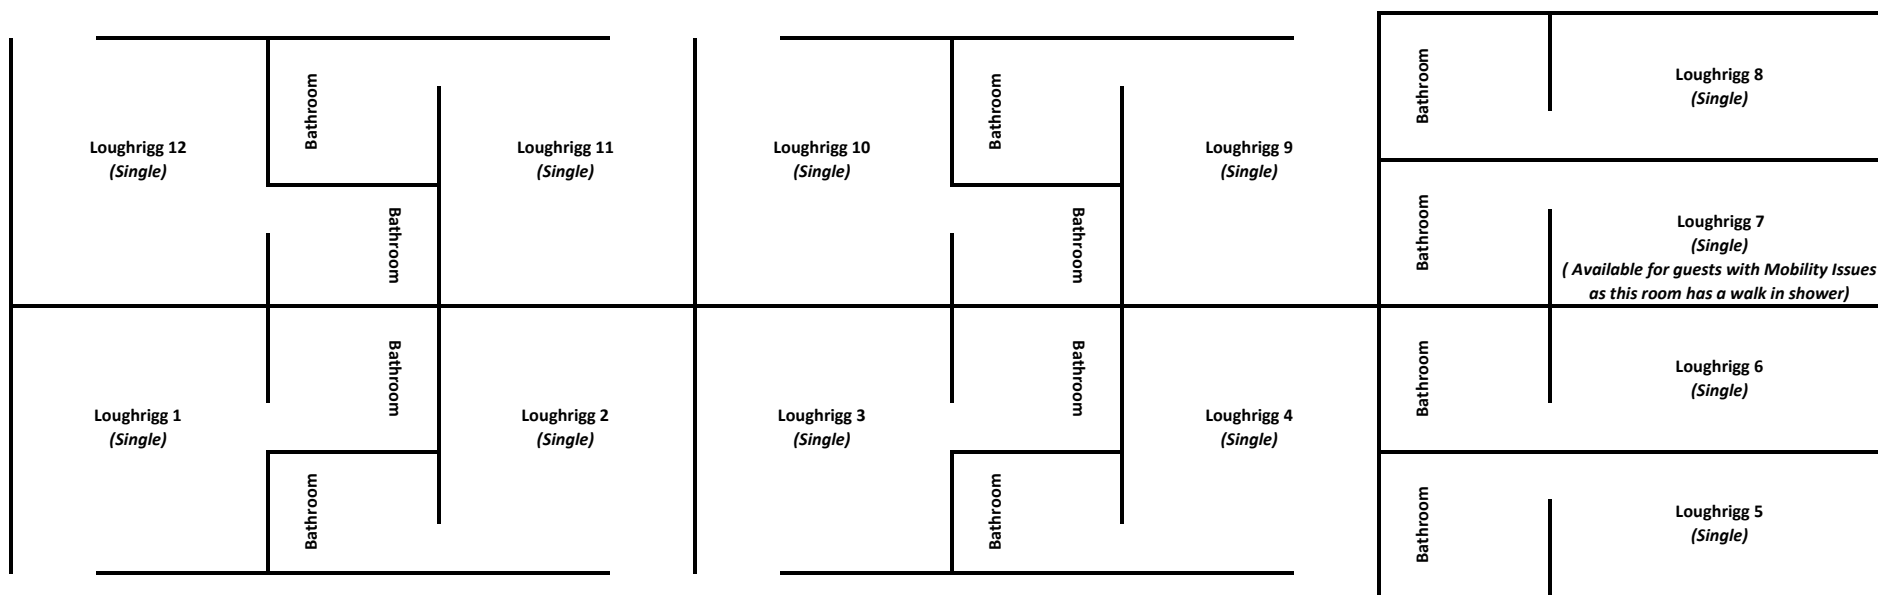 Bathroom
Loughrigg 8
(Single)
Bathroom
Bathroom
Loughrigg 12
(Single)
Loughrigg 11
(Single)
Loughrigg 10
(Single)
Loughrigg 9
(Single)
Bathroom
Bathroom
Bathroom
Loughrigg 7
(Single)
( Available for guests with Mobility Issues
as this room has a walk in shower)
Bathroom
Bathroom
Bathroom
Loughrigg 6
(Single)
Loughrigg 1
(Single)
Loughrigg 2
(Single)
Loughrigg 3
(Single)
Loughrigg 4
(Single)
Bathroom
Bathroom
Bathroom
Loughrigg 5
(Single)